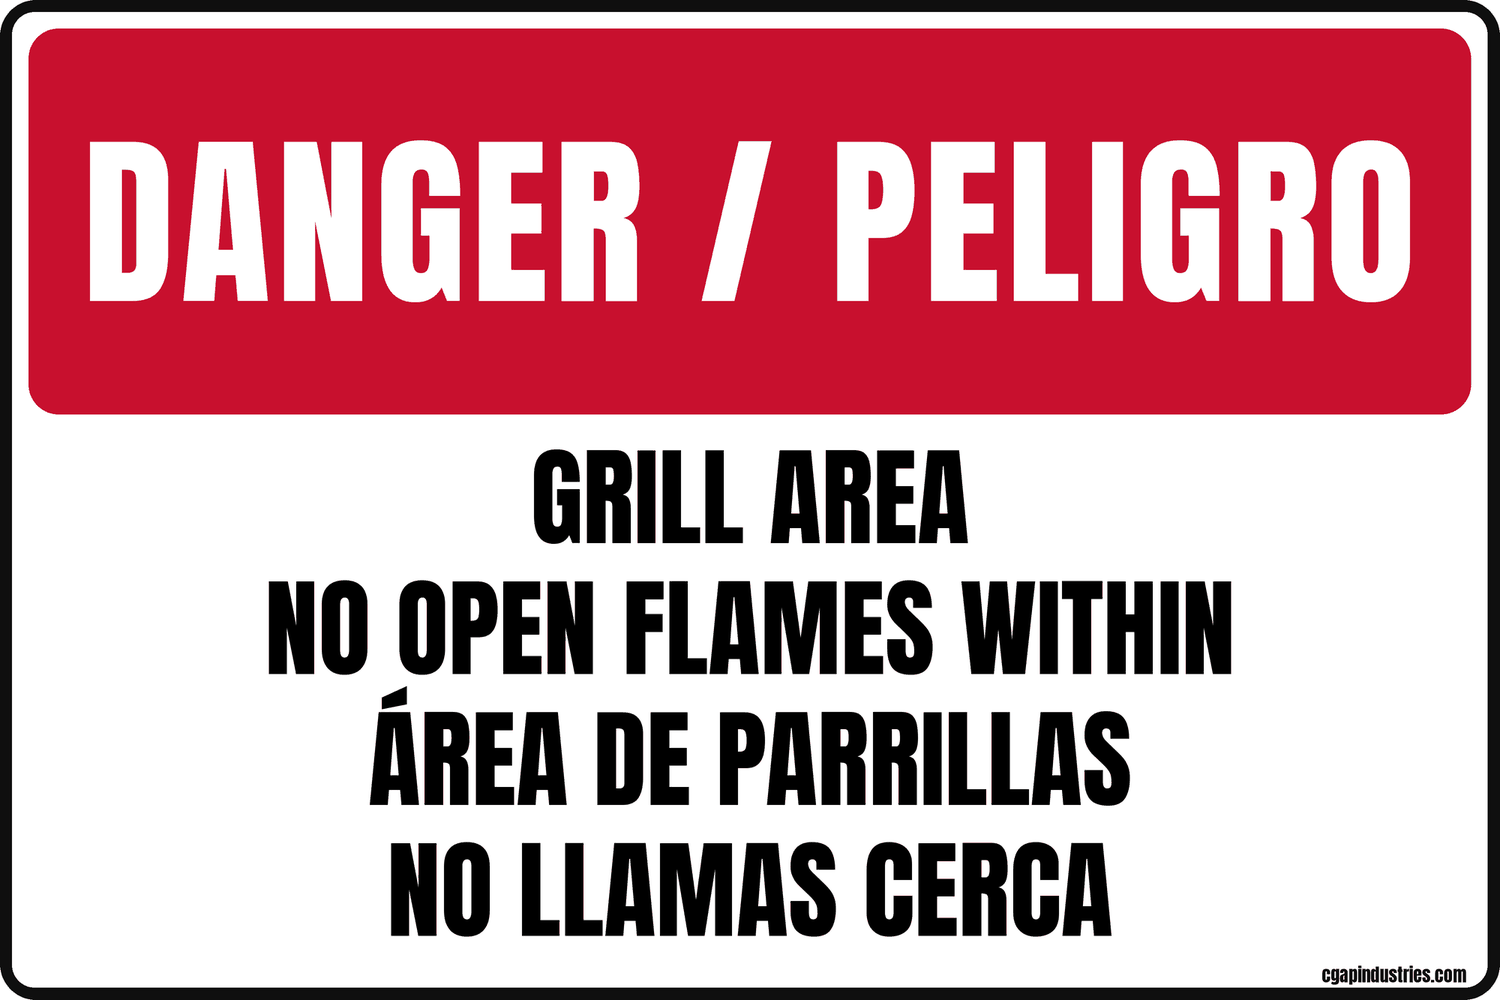 DANGER / PELIGRO
GRILL AREA
NO OPEN FLAMES WITHIN
ÁREA DE PARRILLAS
NO LLAMAS CERCA
cgapindustries.com